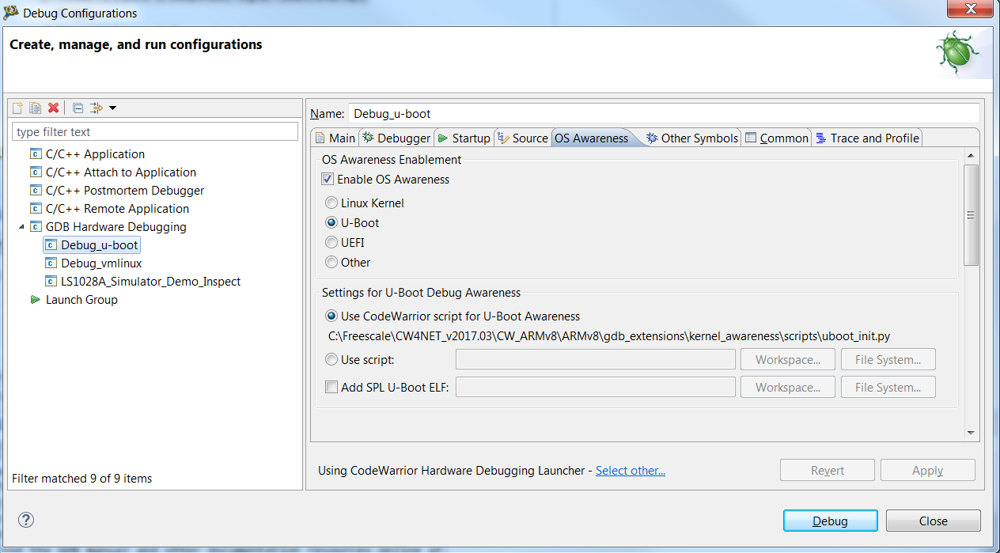 Debug Configurations
Create, manage, and run configurations
type filter text
C/C++ Application
C/C++ Attach to Application
C/C++ Postmortem Debugger
C/C++ Remote Application
GDB Hardware Debugging
Debug_u-boot
Debug_vmlinux
LS1028A_Simulator_Demo_Inspect
Launch Group
Filter matched 9 of 9 items
Name: Debug_u-boot
Main Debugger Startup Source OS Awareness Other Symbols Common Trace and Profile
OS Awareness Enablement
Enable OS Awareness
Linux Kernel
U-Boot
UEFI
Other
Settings for U-Boot Debug Awareness
Use CodeWarrior script for U-Boot Awareness
C:\Freescale\CW4NET_v2017.03\CW_ARMv8\ARMv8\gdb_extensions\kernel_awareness\scripts\uboot_init.py
Use script: Workspace... File System...
Add SPL U-Boot ELF: Workspace... File System...
Using CodeWarrior Hardware Debugging Launcher - Select other...
Revert Apply
Debug Close